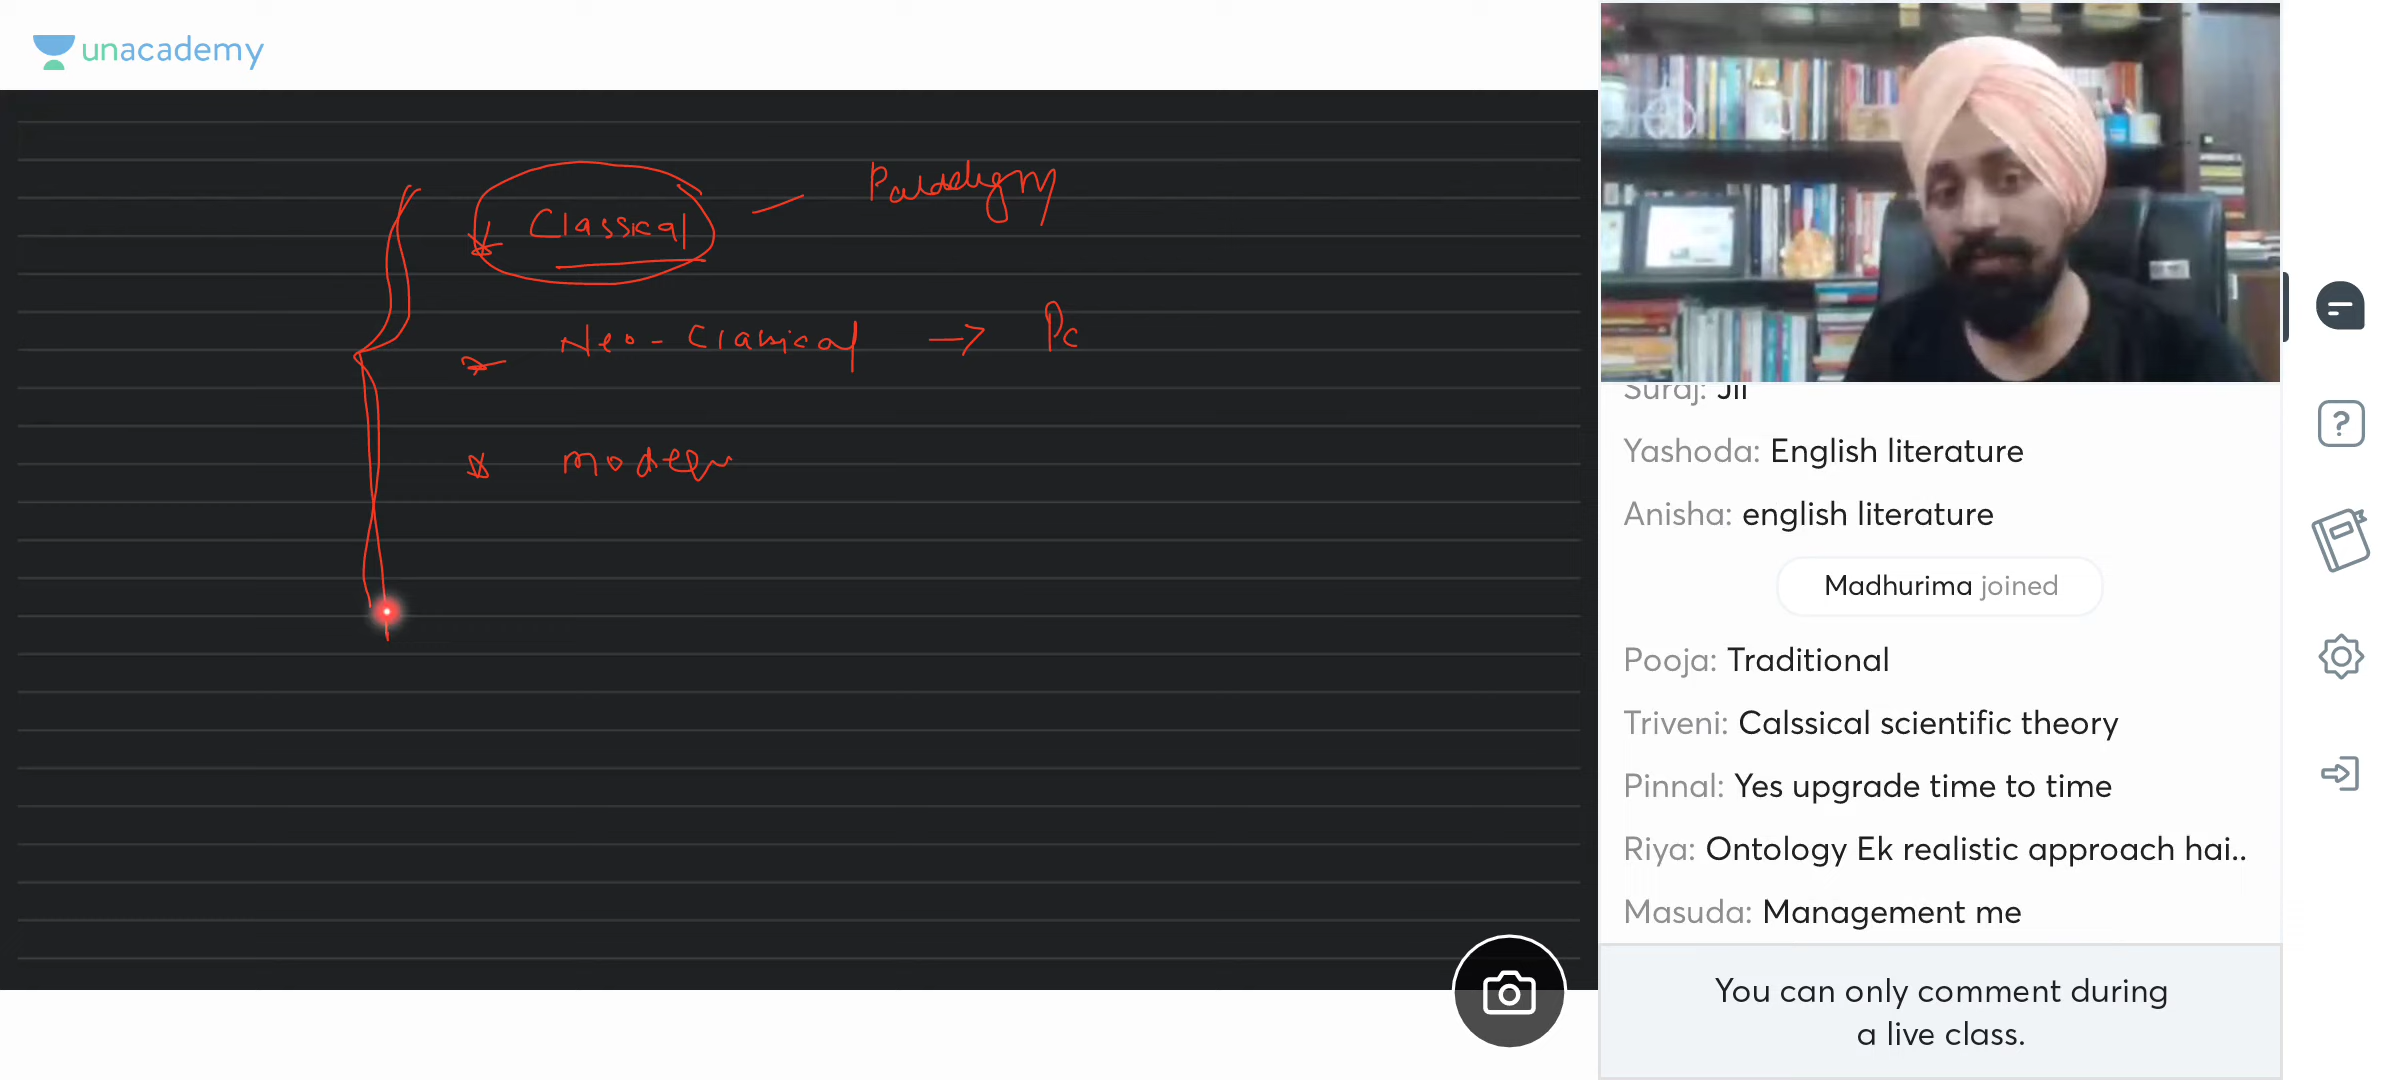 unacademy
Classical — Paradigm
Neo-Classical → Pc
Modern
Suraj: Jii
Yashoda: English literature
Anisha: english literature
Madhurima joined
Pooja: Traditional
Triveni: Calssical scientific theory
Pinnal: Yes upgrade time to time
Riya: Ontology Ek realistic approach hai..
Masuda: Management me
You can only comment during
a live class.